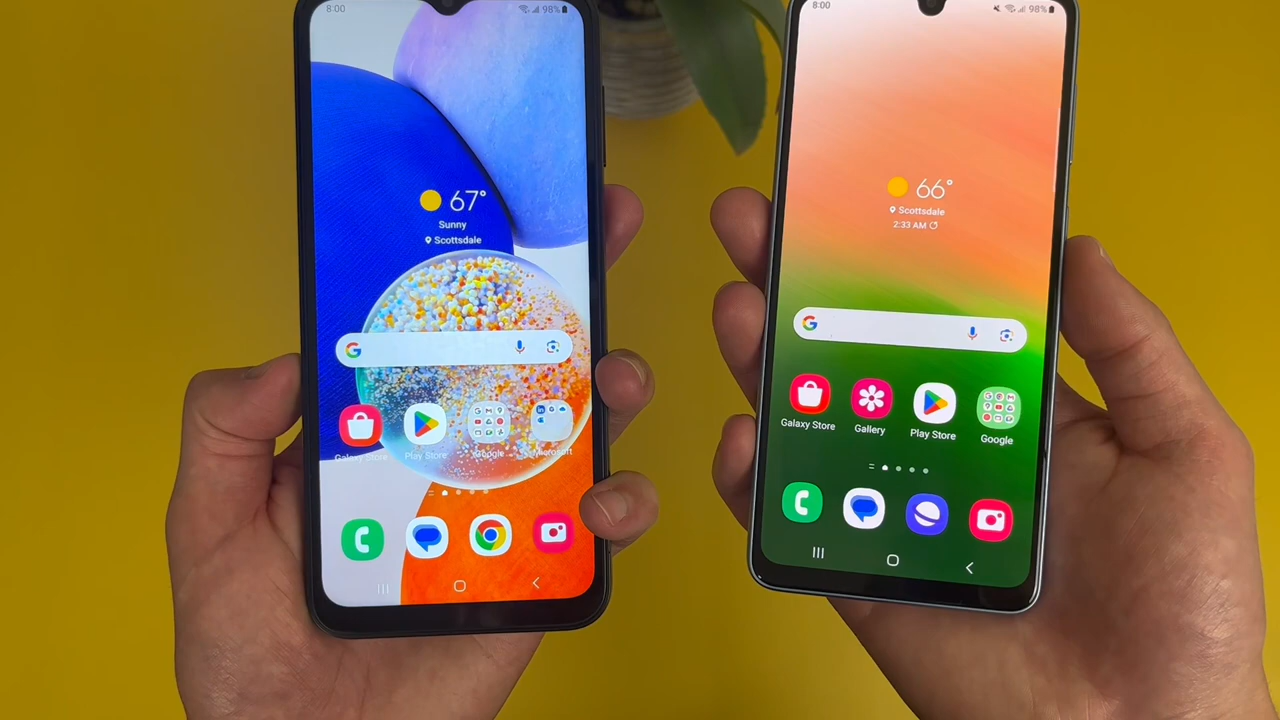 8:00
98%
67°
Sunny
Scottsdale
Galaxy Store
Play Store
Google
Microsoft
8:00
98%
66°
Scottsdale
2:33 AM
Galaxy Store
Gallery
Play Store
Google